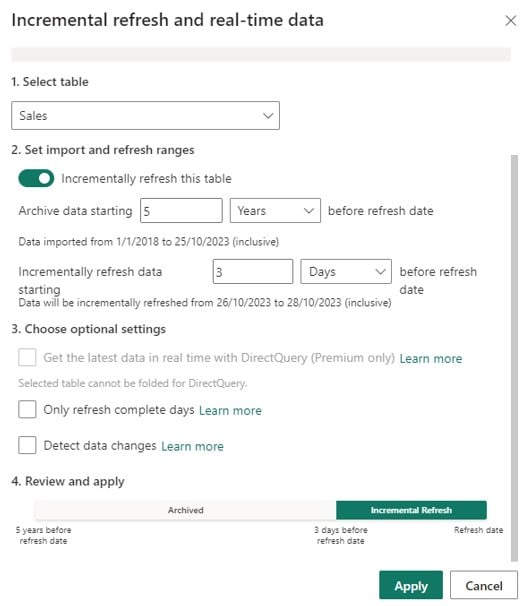 Incremental refresh and real-time data
1. Select table
Sales
2. Set import and refresh ranges
Incrementally refresh this table
Archive data starting 5 Years before refresh date
Data imported from 1/1/2018 to 25/10/2023 (inclusive)
Incrementally refresh data 3 Days before refresh
starting date
Data will be incrementally refreshed from 26/10/2023 to 28/10/2023 (inclusive)
3. Choose optional settings
Get the latest data in real time with DirectQuery (Premium only) Learn more
Selected table cannot be folded for DirectQuery.
Only refresh complete days Learn more
Detect data changes Learn more
4. Review and apply
Archived Incremental Refresh
5 years before 3 days before Refresh date
refresh date refresh date
Apply Cancel